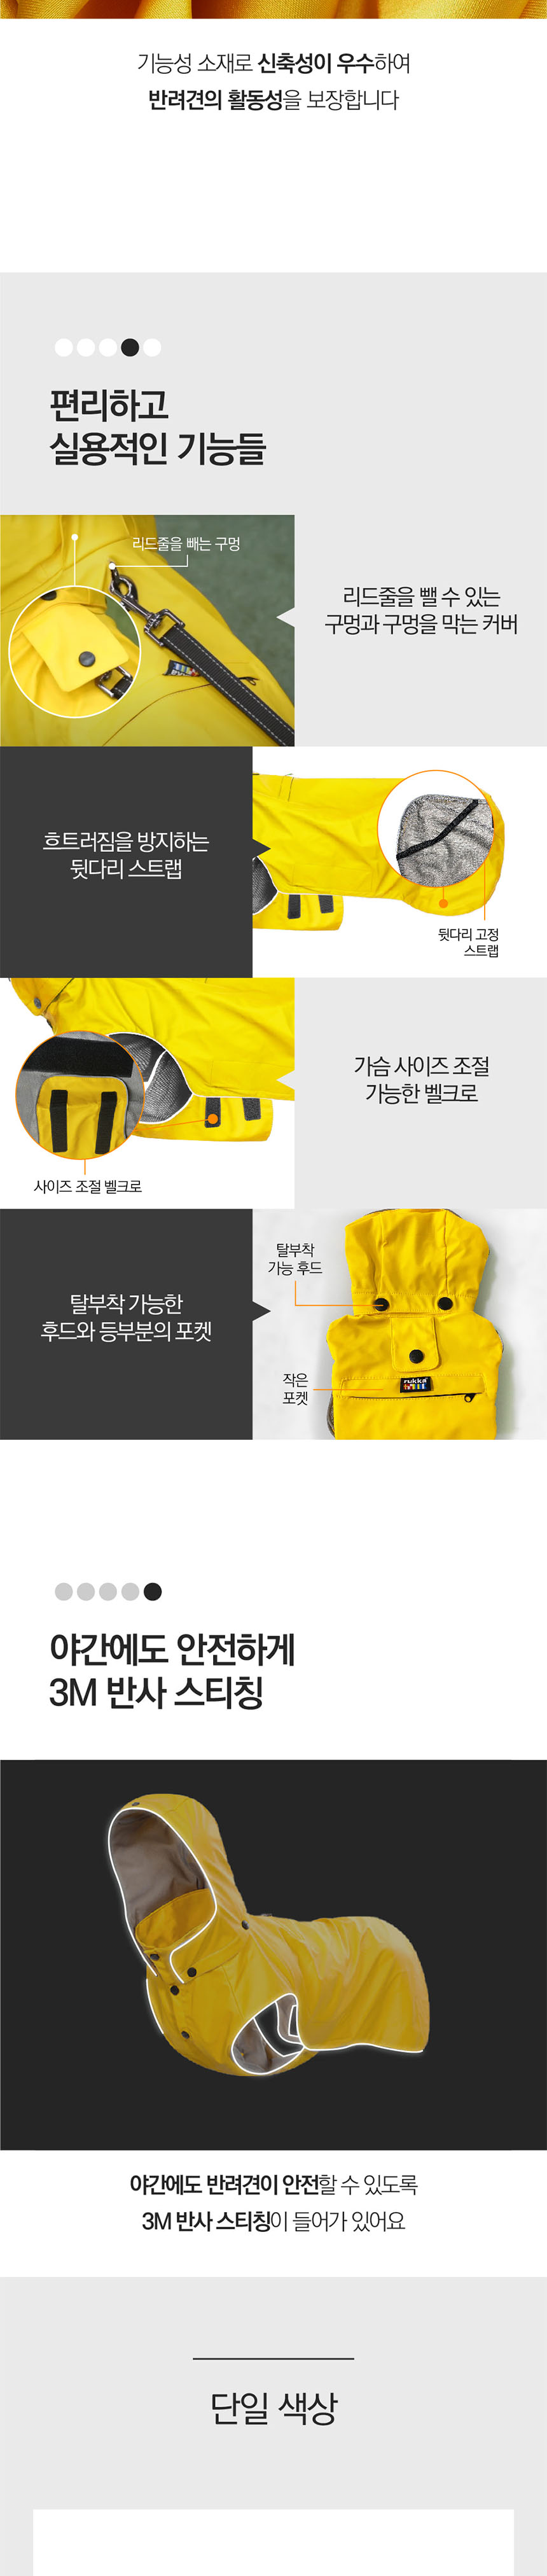 기능성 소재로 신축성이 우수하여
반려견의 활동성을 보장합니다
편리하고
실용적인 기능들
리드줄을 빼는 구멍
리드줄을 뺄 수 있는
구멍과 구멍을 막는 커버
흐트러짐을 방지하는
뒷다리 스트랩
뒷다리 고정
스트랩
가슴 사이즈 조절
가능한 벨크로
사이즈 조절 벨크로
탈부착
가능 후드
탈부착 가능한
후드와 등부분의 포켓
작은
포켓
rukka
야간에도 안전하게
3M 반사 스티칭
야간에도 반려견이 안전할 수 있도록
3M 반사 스티칭이 들어가 있어요
단일 색상